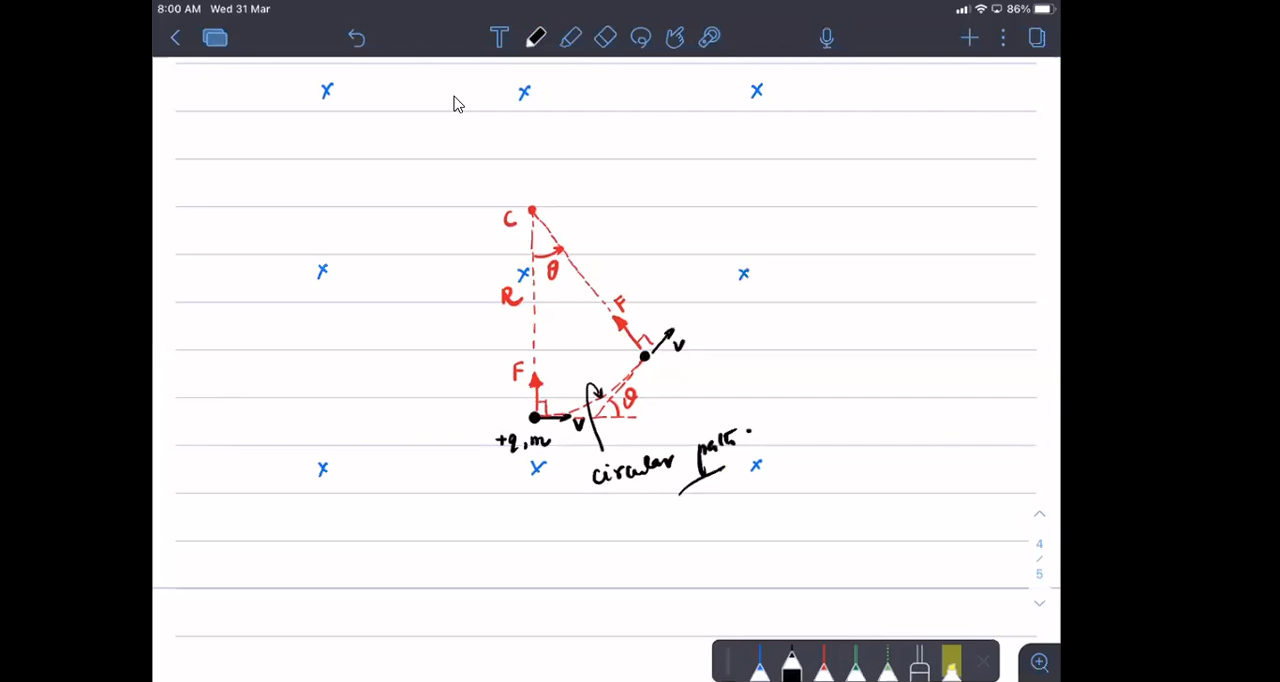 8:00 AM Wed 31 Mar
86%
T
x x x
C
θ
x x x
R
F
F
v
θ
v
+q, m
circular path.
x x x
4
/
5